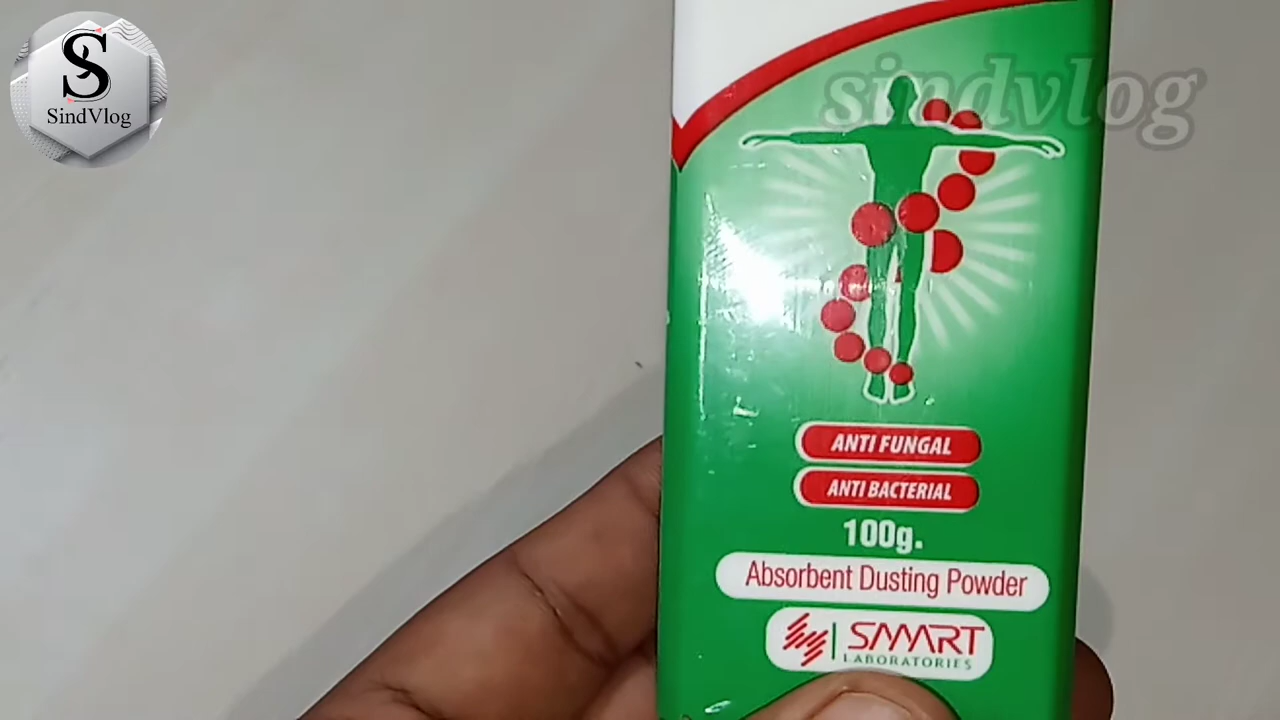 S
SindVlog
sindvlog
ANTI FUNGAL
ANTI BACTERIAL
100g.
Absorbent Dusting Powder
SMART
LABORATORIES